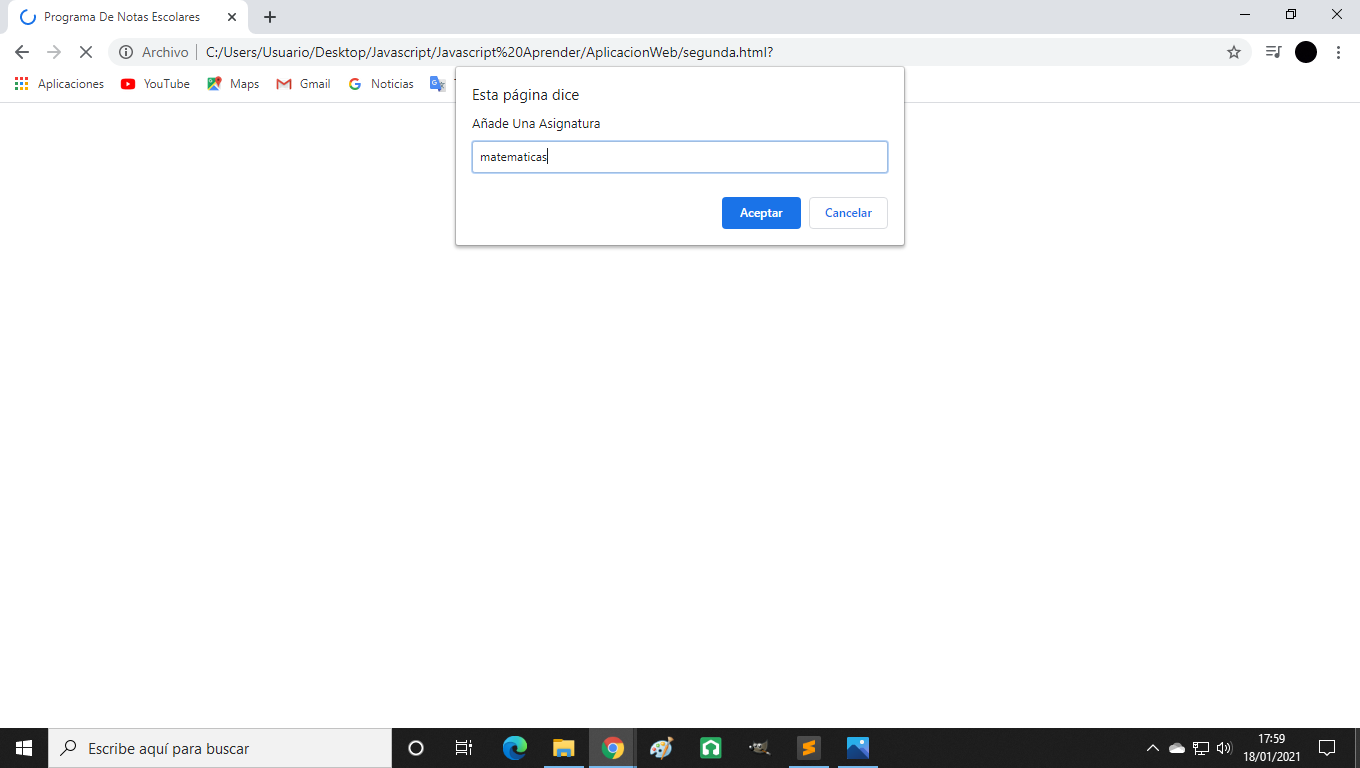 Programa De Notas Escolares
Archivo C:/Users/Usuario/Desktop/Javascript/Javascript%20Aprender/AplicacionWeb/segunda.html?
Aplicaciones YouTube Maps Gmail Noticias
Esta página dice
Añade Una Asignatura
matematicas
Aceptar Cancelar
Escribe aquí para buscar
17:59
18/01/2021